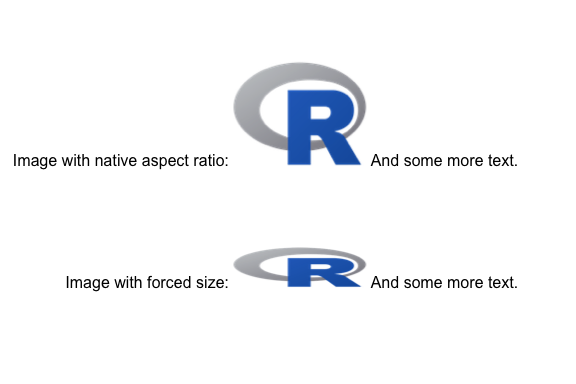 Image with native aspect ratio: R And some more text.
Image with forced size: R And some more text.